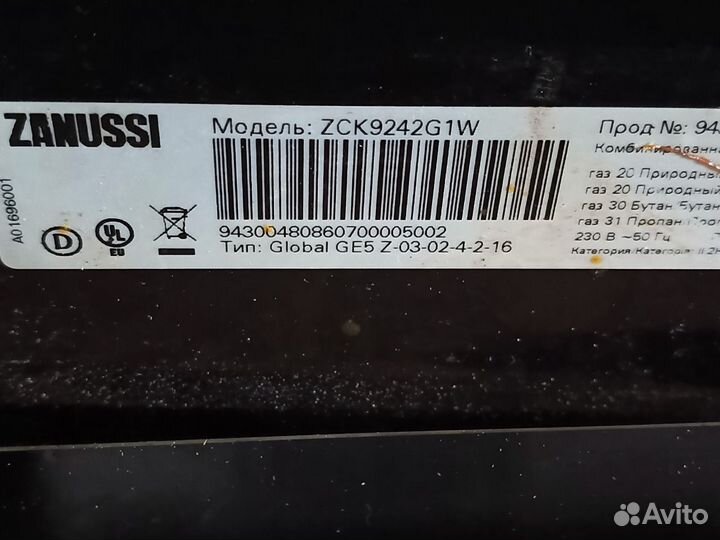 ZANUSSI
Модель: ZCK9242G1W
Прод №: 94
Комбинированна
газ 20 Природны
газ 20 Природный
газ 30 Бутан Бутан
газ 31 Пропан
230 В ~50 Гц
Категория Категорія II 2
A01696001
D
UL
EU
94300480860700005002
Тип: Global GE5 Z-03-02-4-2-16
Avito